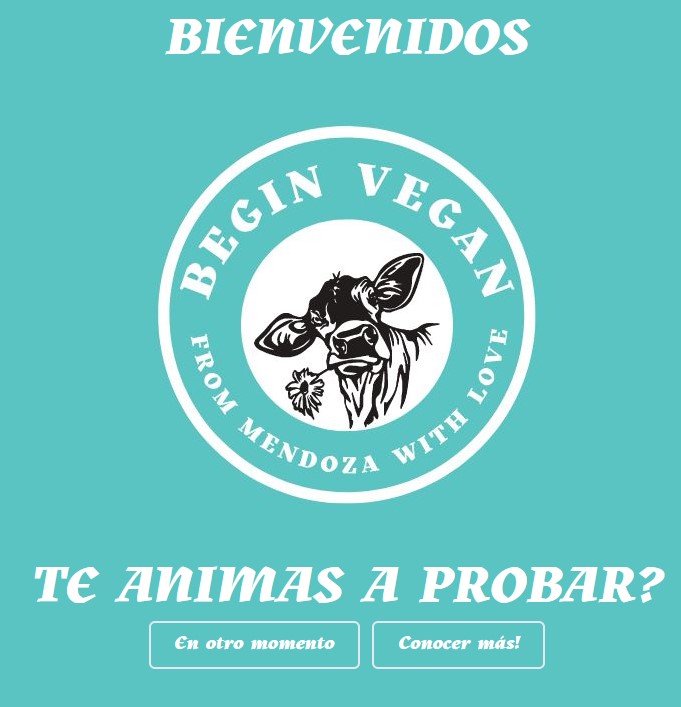 BIENVENIDOS
BEGIN VEGAN
FROM MENDOZA WITH LOVE
TE ANIMAS A PROBAR?
En otro momento
Conocer más!